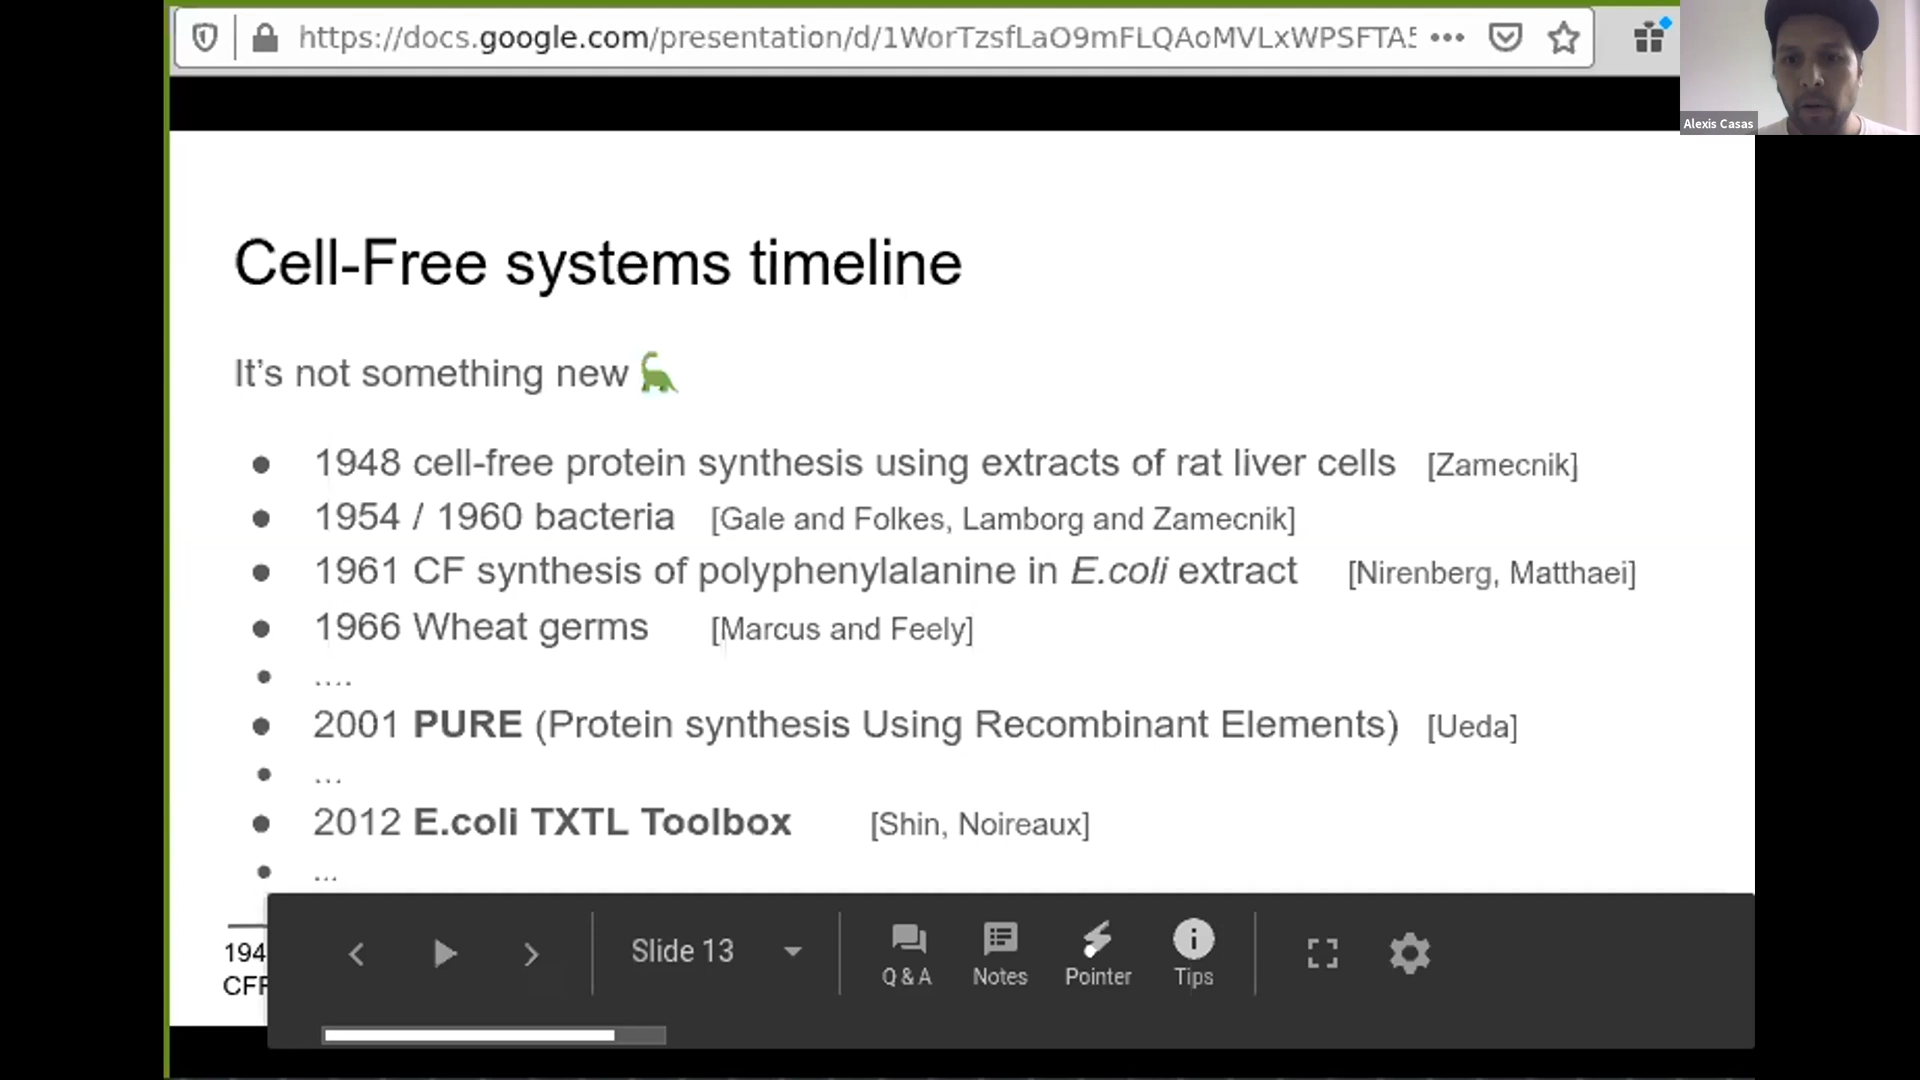 https://docs.google.com/presentation/d/1WorTzsfLaO9mFLQAoMVLxWPSFTA5
Alexis Casas
Cell-Free systems timeline
It's not something new
1948 cell-free protein synthesis using extracts of rat liver cells [Zamecnik]
1954 / 1960 bacteria [Gale and Folkes, Lamborg and Zamecnik]
1961 CF synthesis of polyphenylalanine in E.coli extract [Nirenberg, Matthaei]
1966 Wheat germs [Marcus and Feely]
....
2001 PURE (Protein synthesis Using Recombinant Elements) [Ueda]
...
2012 E.coli TXTL Toolbox [Shin, Noireaux]
...
Slide 13
Q & A
Notes
Pointer
Tips